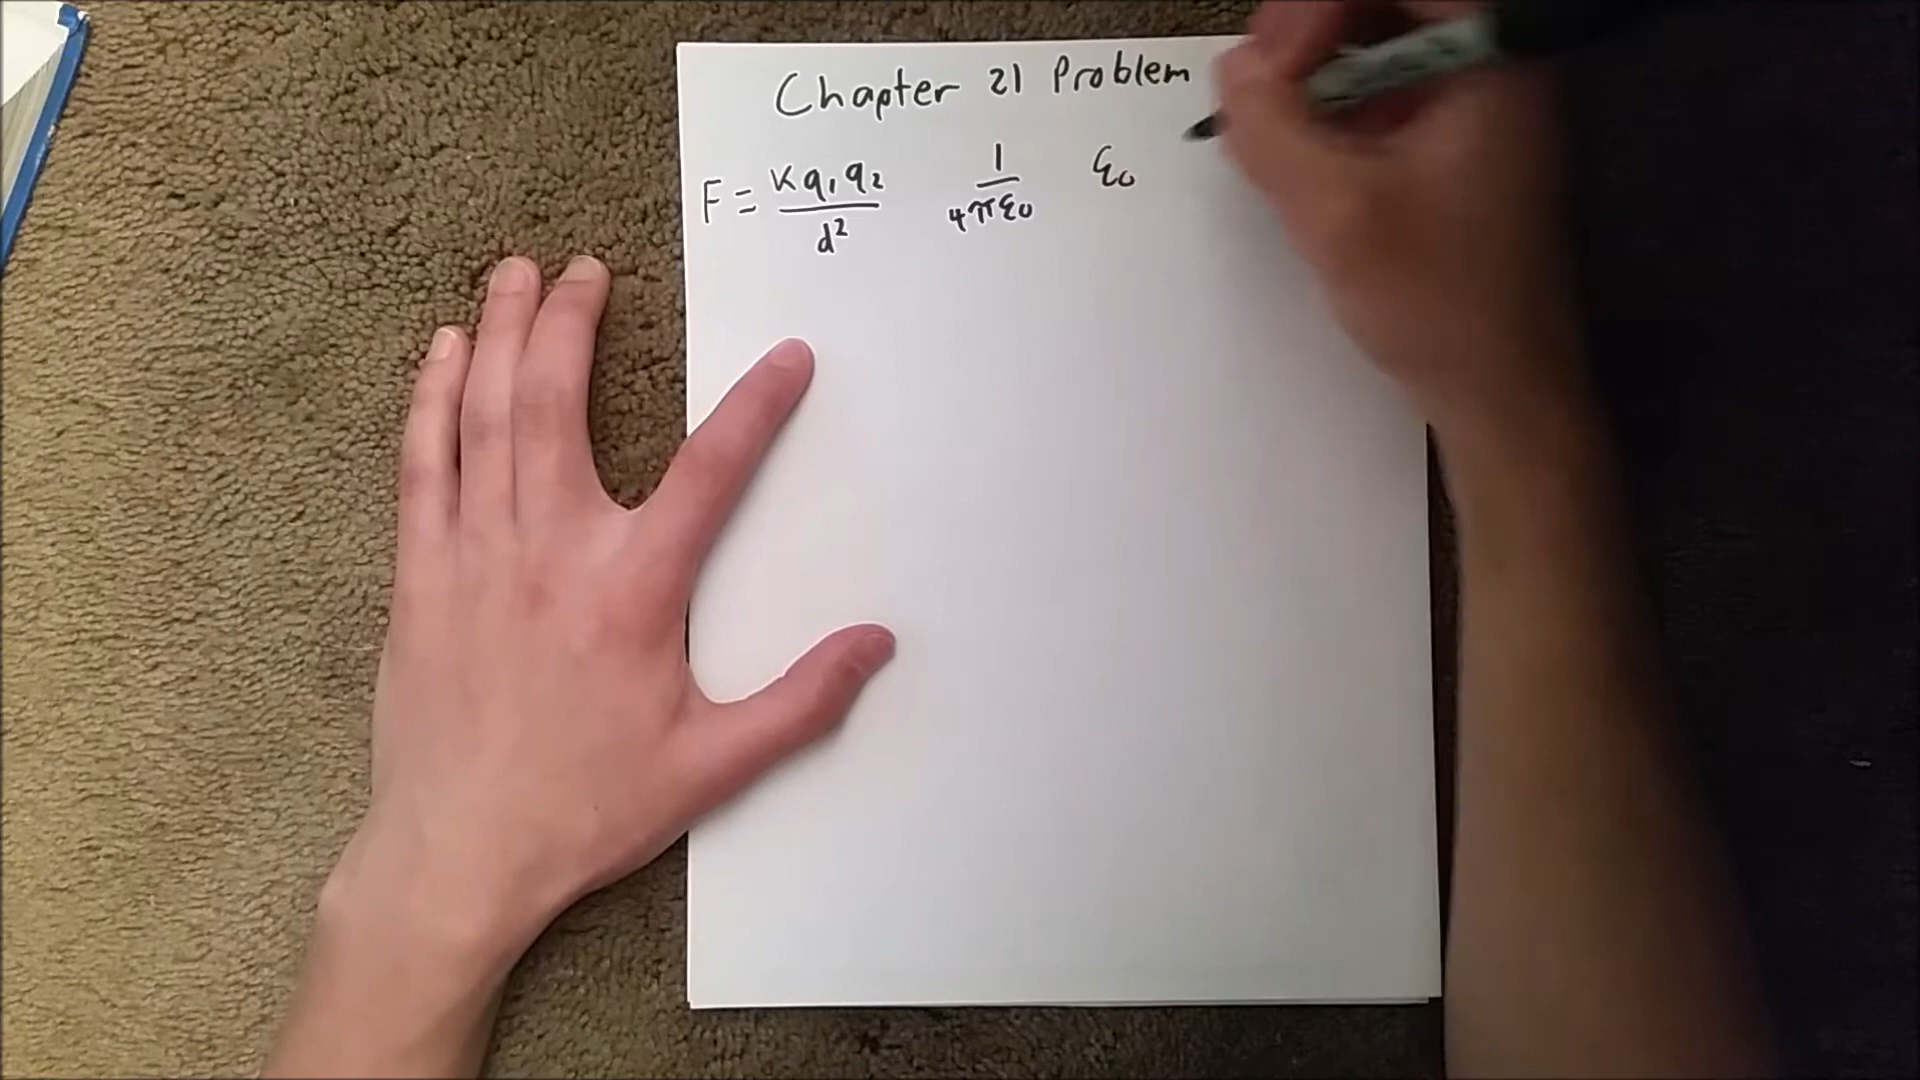 Chapter 21 Problem
F = Kq₁q₂/d² 1/4πε₀ ε₀